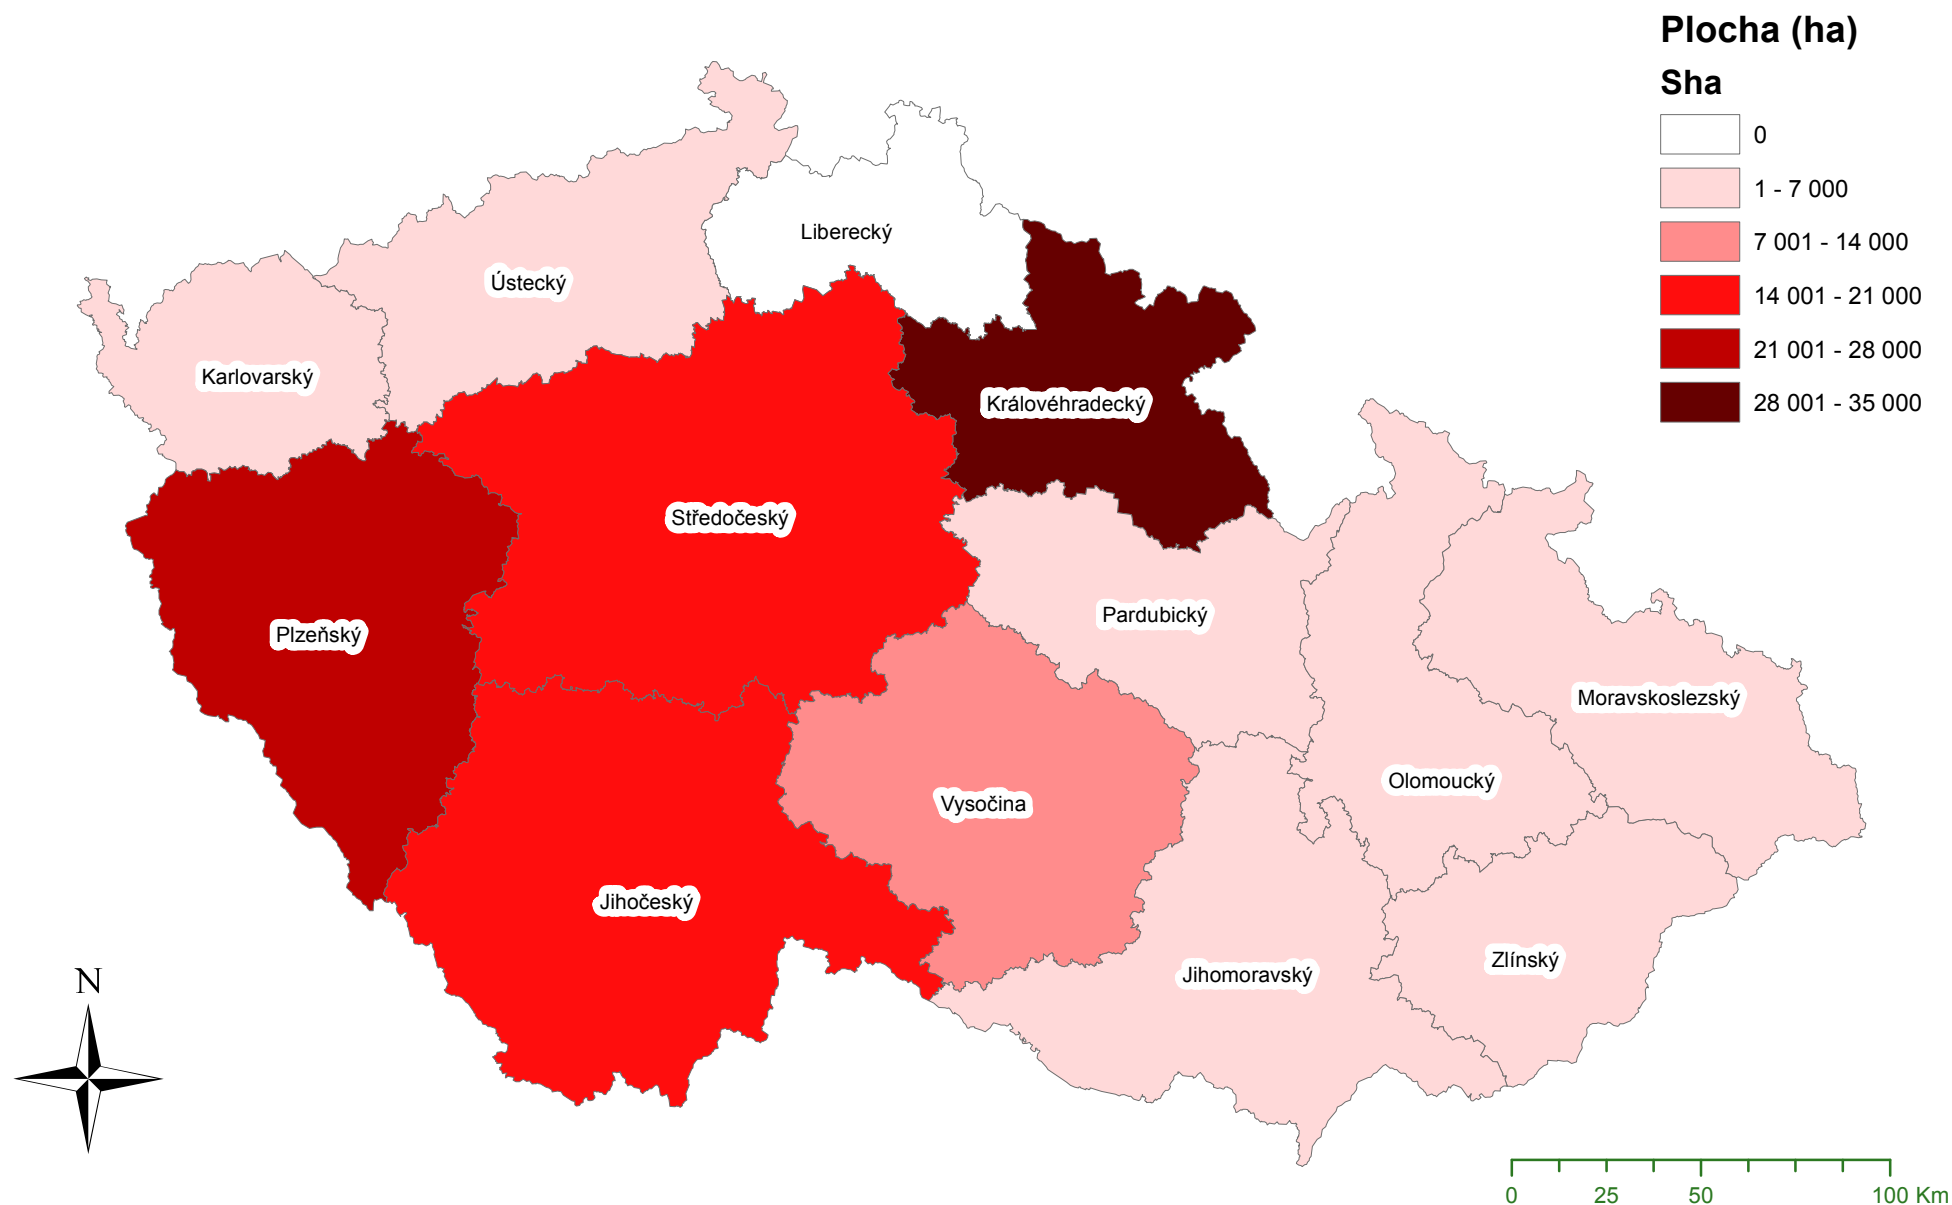 Plocha (ha)
Sha
0
1 - 7 000
7 001 - 14 000
14 001 - 21 000
21 001 - 28 000
28 001 - 35 000
Liberecký
Ústecký
Karlovarský
Královéhradecký
Středočeský
Pardubický
Plzeňský
Moravskoslezský
Olomoucký
Vysočina
Jihočeský
Zlínský
Jihomoravský
N
0 25 50 100 Km